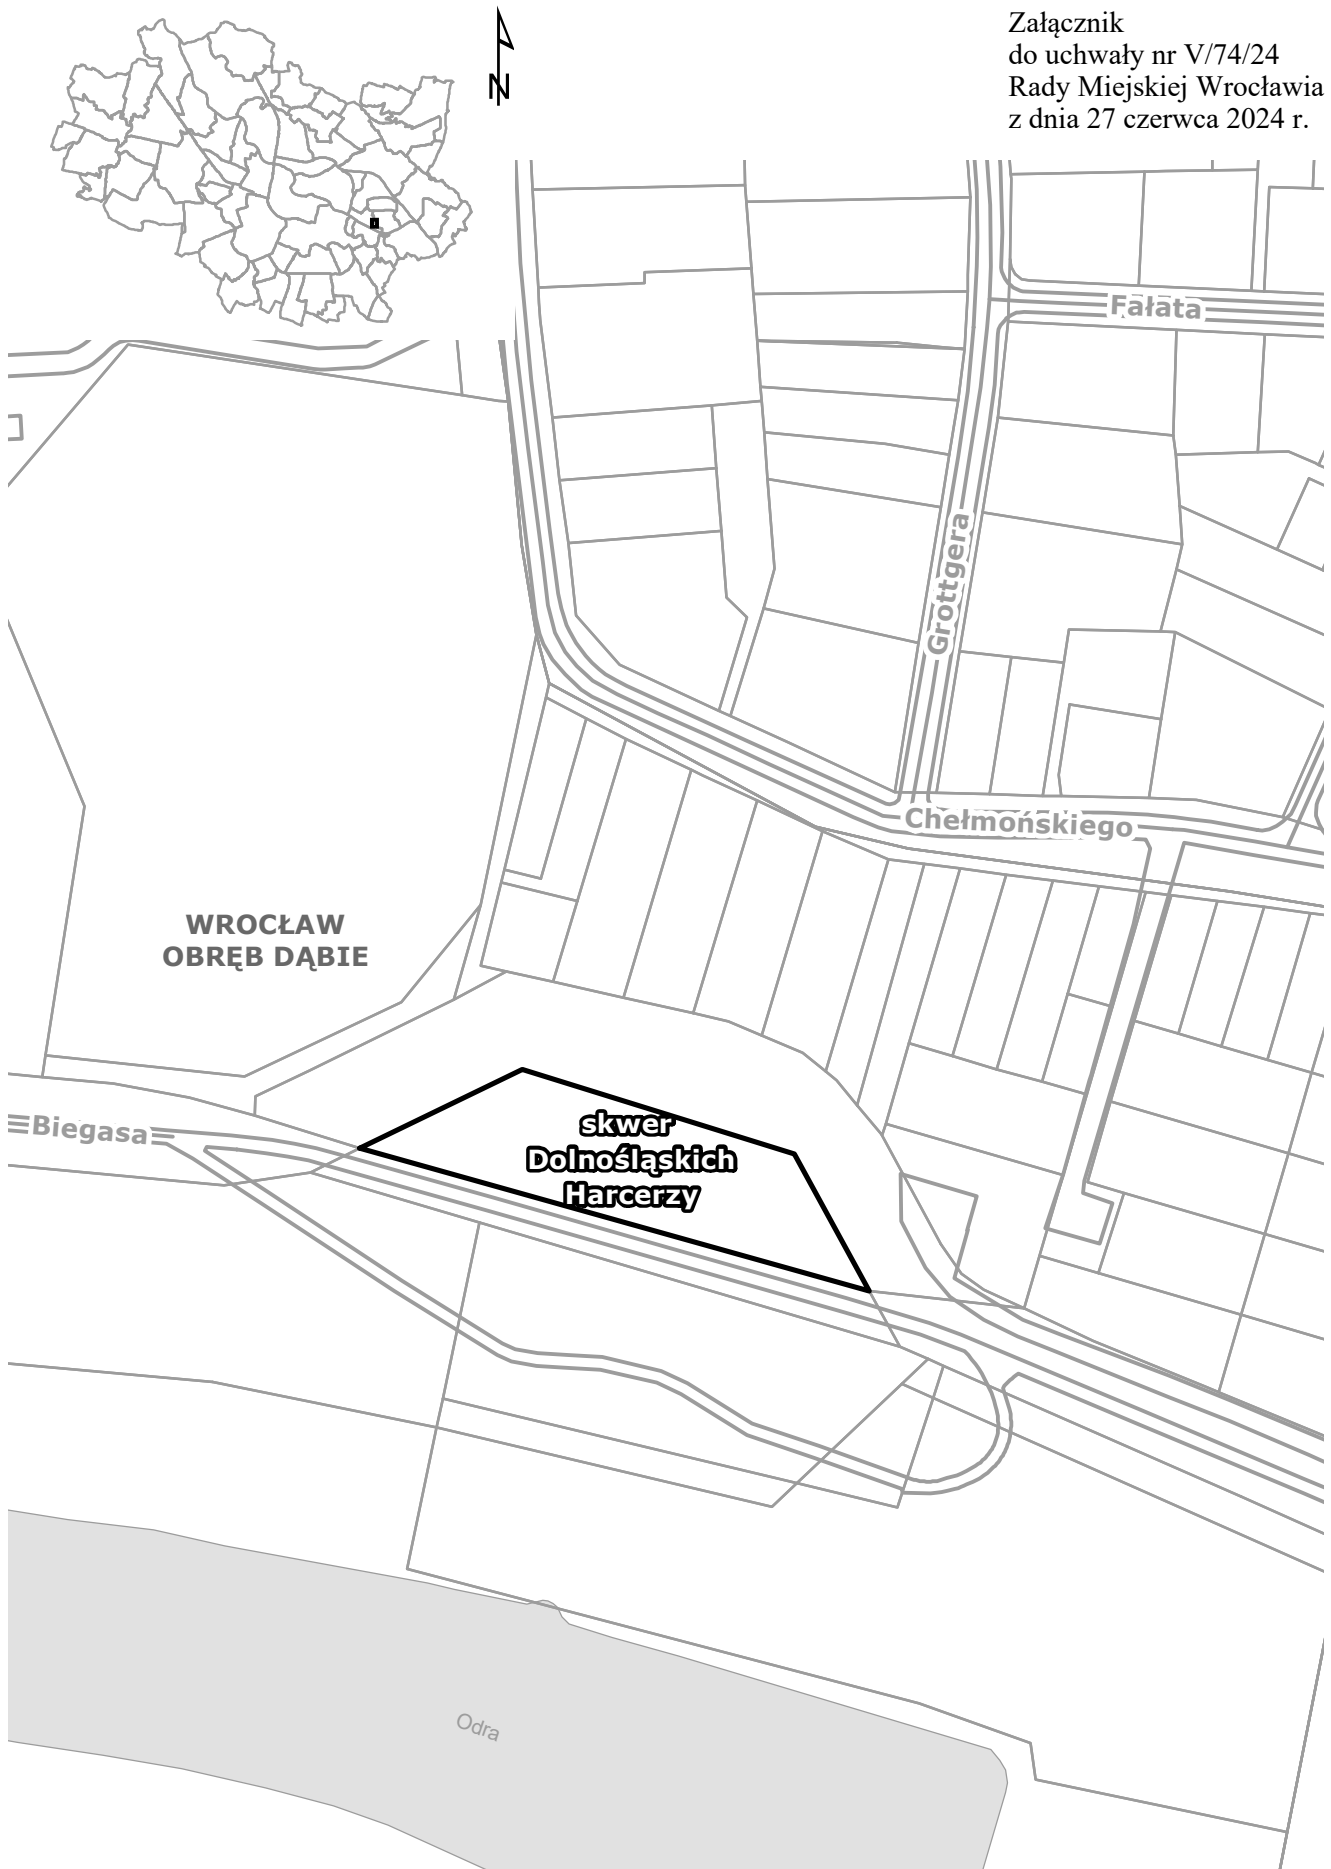 Załącznik
do uchwały nr V/74/24
Rady Miejskiej Wrocławia
z dnia 27 czerwca 2024 r.
N
Fałata
Grottgera
Chełmońskiego
WROCŁAW
OBRĘB DĄBIE
Biegasa
skwer
Dolnośląskich
Harcerzy
Odra